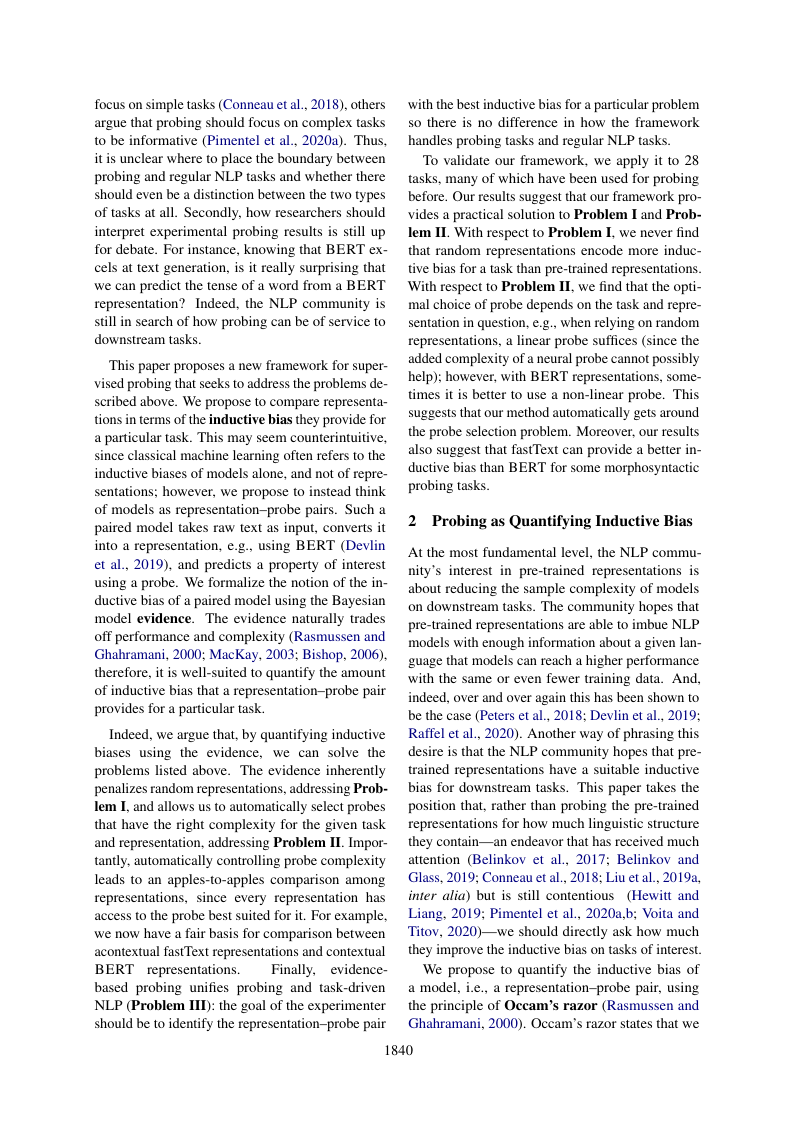 focus on simple tasks (Conneau et al., 2018), others
argue that probing should focus on complex tasks
to be informative (Pimentel et al., 2020a). Thus,
it is unclear where to place the boundary between
probing and regular NLP tasks and whether there
should even be a distinction between the two types
of tasks at all. Secondly, how researchers should
interpret experimental probing results is still up
for debate. For instance, knowing that BERT ex-
cels at text generation, is it really surprising that
we can predict the tense of a word from a BERT
representation? Indeed, the NLP community is
still in search of how probing can be of service to
downstream tasks.
This paper proposes a new framework for super-
vised probing that seeks to address the problems de-
scribed above. We propose to compare representa-
tions in terms of the inductive bias they provide for
a particular task. This may seem counterintuitive,
since classical machine learning often refers to the
inductive biases of models alone, and not of repre-
sentations; however, we propose to instead think
of models as representation–probe pairs. Such a
paired model takes raw text as input, converts it
into a representation, e.g., using BERT (Devlin
et al., 2019), and predicts a property of interest
using a probe. We formalize the notion of the in-
ductive bias of a paired model using the Bayesian
model evidence. The evidence naturally trades
off performance and complexity (Rasmussen and
Ghahramani, 2000; MacKay, 2003; Bishop, 2006),
therefore, it is well-suited to quantify the amount
of inductive bias that a representation–probe pair
provides for a particular task.
Indeed, we argue that, by quantifying inductive
biases using the evidence, we can solve the
problems listed above. The evidence inherently
penalizes random representations, addressing Prob-
lem I, and allows us to automatically select probes
that have the right complexity for the given task
and representation, addressing Problem II. Impor-
tantly, automatically controlling probe complexity
leads to an apples-to-apples comparison among
representations, since every representation has
access to the probe best suited for it. For example,
we now have a fair basis for comparison between
acontextual fastText representations and contextual
BERT representations. Finally, evidence-
based probing unifies probing and task-driven
NLP (Problem III): the goal of the experimenter
should be to identify the representation–probe pair
with the best inductive bias for a particular problem
so there is no difference in how the framework
handles probing tasks and regular NLP tasks.
To validate our framework, we apply it to 28
tasks, many of which have been used for probing
before. Our results suggest that our framework pro-
vides a practical solution to Problem I and Prob-
lem II. With respect to Problem I, we never find
that random representations encode more induc-
tive bias for a task than pre-trained representations.
With respect to Problem II, we find that the opti-
mal choice of probe depends on the task and repre-
sentation in question, e.g., when relying on random
representations, a linear probe suffices (since the
added complexity of a neural probe cannot possibly
help); however, with BERT representations, some-
times it is better to use a non-linear probe. This
suggests that our method automatically gets around
the probe selection problem. Moreover, our results
also suggest that fastText can provide a better in-
ductive bias than BERT for some morphosyntactic
probing tasks.
2 Probing as Quantifying Inductive Bias
At the most fundamental level, the NLP commu-
nity’s interest in pre-trained representations is
about reducing the sample complexity of models
on downstream tasks. The community hopes that
pre-trained representations are able to imbue NLP
models with enough information about a given lan-
guage that models can reach a higher performance
with the same or even fewer training data. And,
indeed, over and over again this has been shown to
be the case (Peters et al., 2018; Devlin et al., 2019;
Raffel et al., 2020). Another way of phrasing this
desire is that the NLP community hopes that pre-
trained representations have a suitable inductive
bias for downstream tasks. This paper takes the
position that, rather than probing the pre-trained
representations for how much linguistic structure
they contain—an endeavor that has received much
attention (Belinkov et al., 2017; Belinkov and
Glass, 2019; Conneau et al., 2018; Liu et al., 2019a,
inter alia) but is still contentious (Hewitt and
Liang, 2019; Pimentel et al., 2020a,b; Voita and
Titov, 2020)—we should directly ask how much
they improve the inductive bias on tasks of interest.
We propose to quantify the inductive bias of
a model, i.e., a representation–probe pair, using
the principle of Occam’s razor (Rasmussen and
Ghahramani, 2000). Occam’s razor states that we
1840